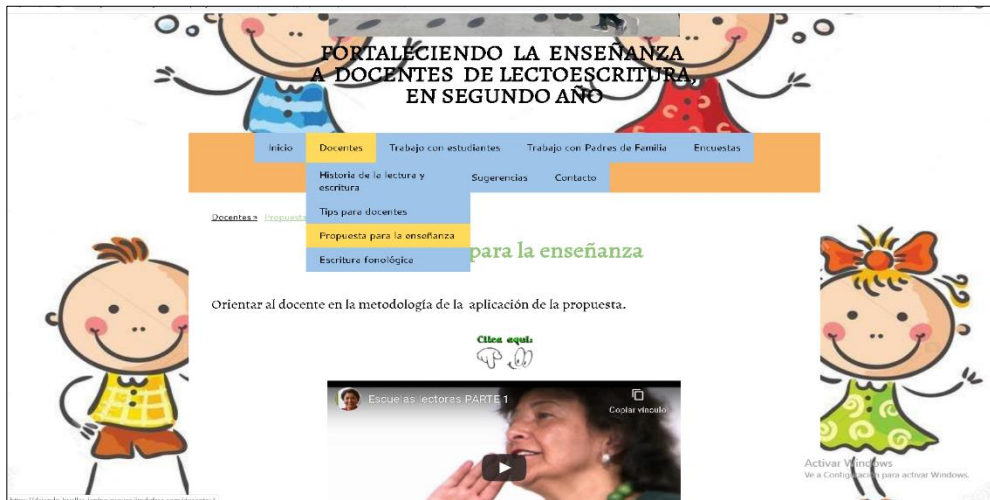 FORTALECIENDO LA ENSEÑANZA
A DOCENTES DE LECTOESCRITURA,
EN SEGUNDO AÑO
Inicio Docentes Trabajo con estudiantes Trabajo con Padres de Familia Encuestas
Historia de la lectura y
escritura
Sugerencias Contacto
Tips para docentes
Docentes » Propuesta
Propuesta para la enseñanza
para la enseñanza
Escritura fonológica
Orientar al docente en la metodología de la aplicación de la propuesta.
Clica aquí:
Escuelas lectores PARTE 1
Copiar vínculo
Activar Windows
Ve a Configuración para activar Windows.